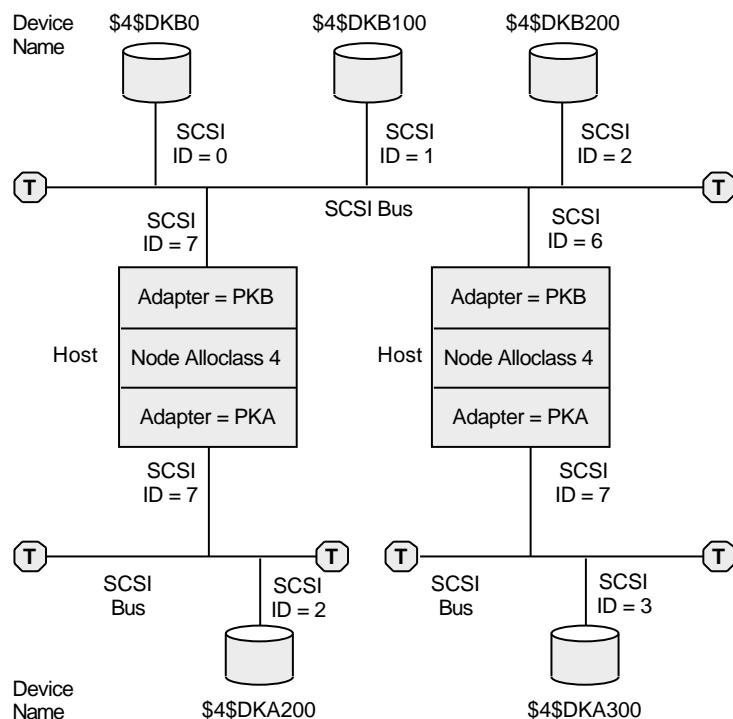 Device
Name
$4$DKB0
$4$DKB100
$4$DKB200
SCSI
ID = 0
SCSI
ID = 1
SCSI
ID = 2
T
T
SCSI Bus
SCSI
ID = 7
SCSI
ID = 6
Adapter = PKB
Adapter = PKB
Host
Node Alloclass 4
Host
Node Alloclass 4
Adapter = PKA
Adapter = PKA
SCSI
ID = 7
SCSI
ID = 7
T
T
T
T
SCSI
Bus
SCSI
ID = 2
SCSI
Bus
SCSI
ID = 3
Device
Name
$4$DKA200
$4$DKA300